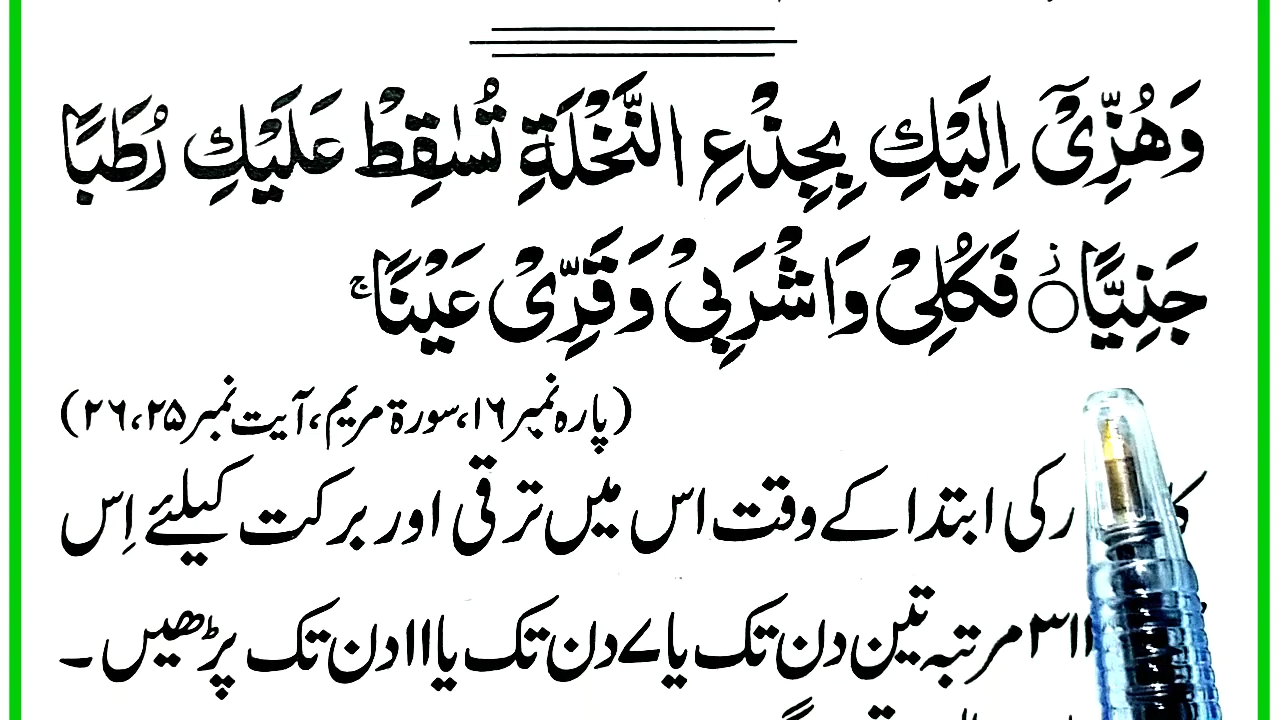 وَهُزِّیْۤ اِلَیْكِ بِجِذْعِ النَّخْلَةِ تُسٰقِطْ عَلَیْكِ رُطَبًا
جَنِیًّا۝ز فَكُلِیْ وَاشْرَبِیْ وَقَرِّیْ عَیْنًاۚ
(پارہ نمبر ۱۶، سورۃ مریم، آیت نمبر ۲۵، ۲۶)
کی ابتدا کے وقت اس میں ترقی اور برکت کیلئے اِس
مرتبہ تین دن تک یا ۷ دن تک یا ۱۱ دن تک پڑھیں۔